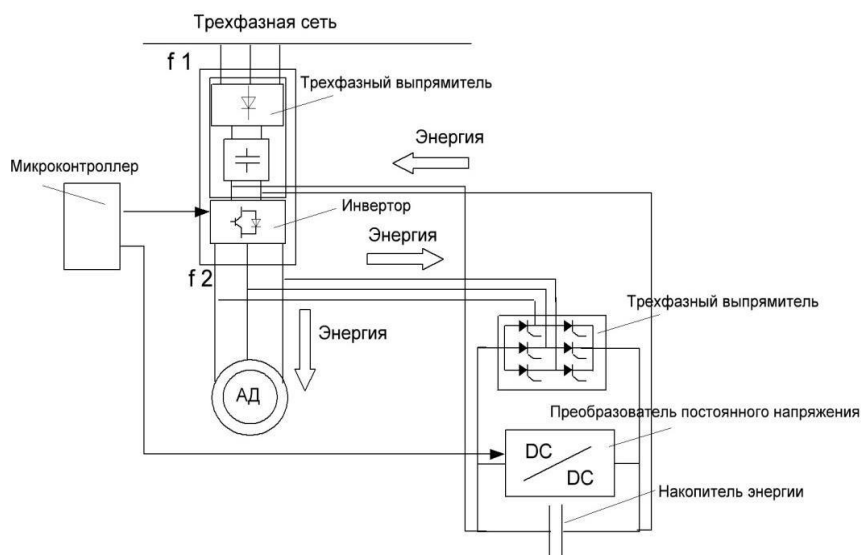 Трехфазная сеть
f 1
Трехфазный выпрямитель
Энергия
Микроконтроллер
Инвертор
Энергия
f 2
Трехфазный выпрямитель
Энергия
АД
Преобразователь постоянного напряжения
DC
DC
Накопитель энергии